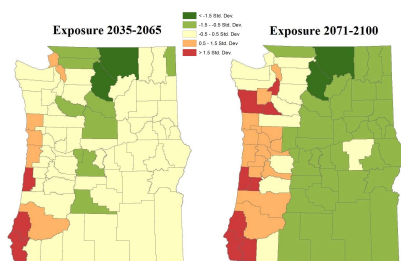 Exposure 2035-2065
< -1.5 Std. Dev.
-1.5 - -0.5 Std. Dev.
-0.5 - 0.5 Std. Dev.
0.5 - 1.5 Std. Dev.
> 1.5 Std. Dev.
Exposure 2071-2100